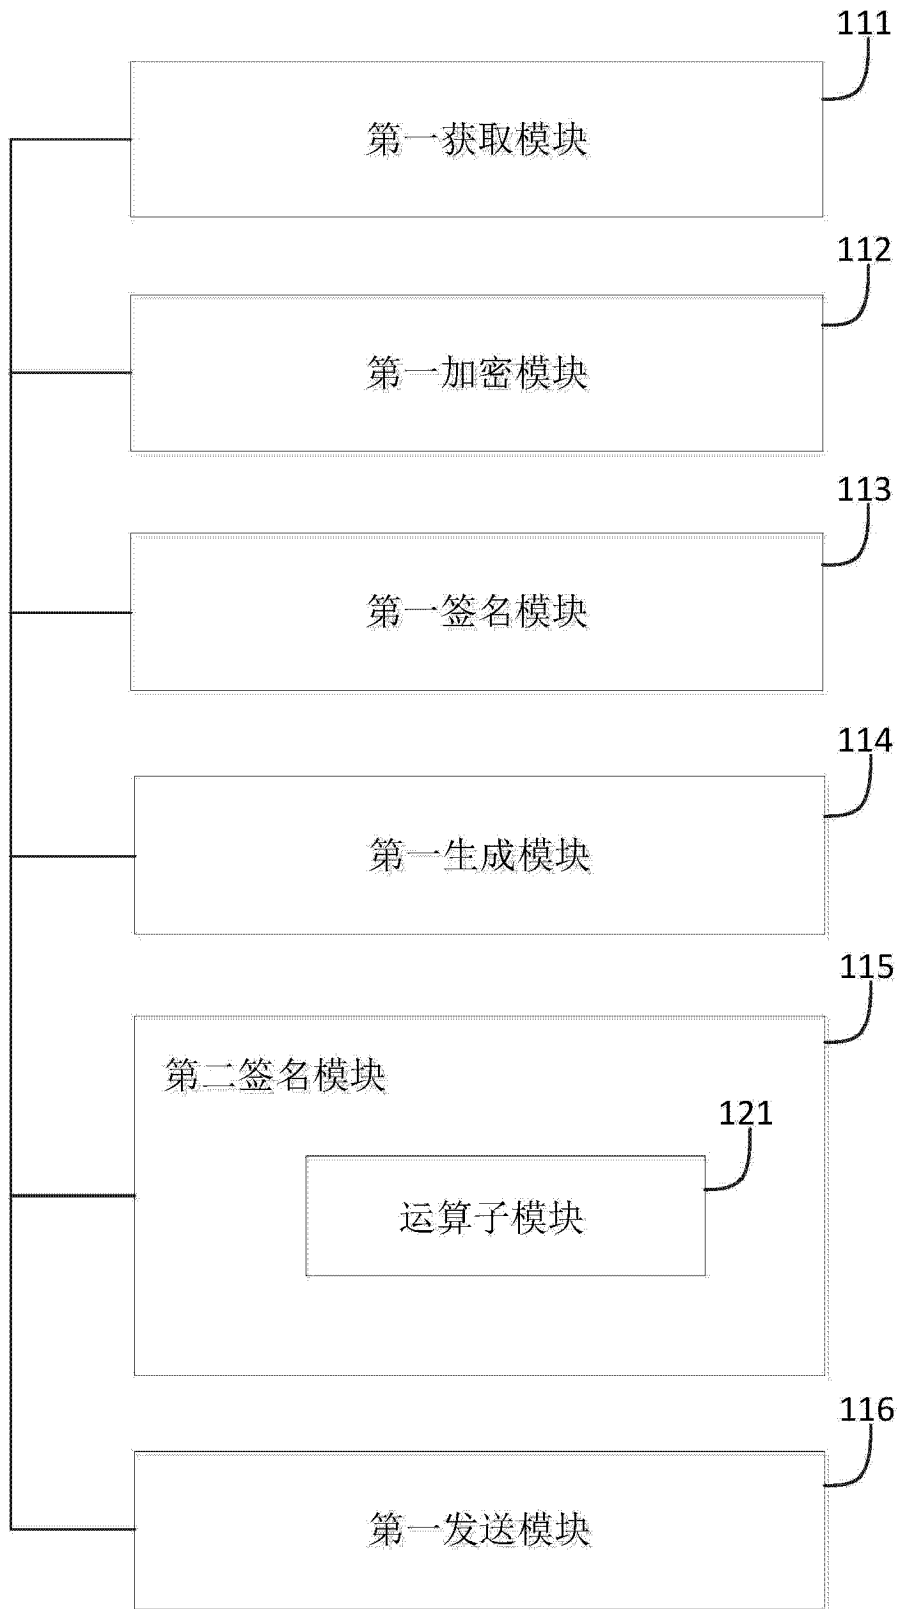 111
第一获取模块
112
第一加密模块
113
第一签名模块
114
第一生成模块
115
第二签名模块
121
运算子模块
116
第一发送模块